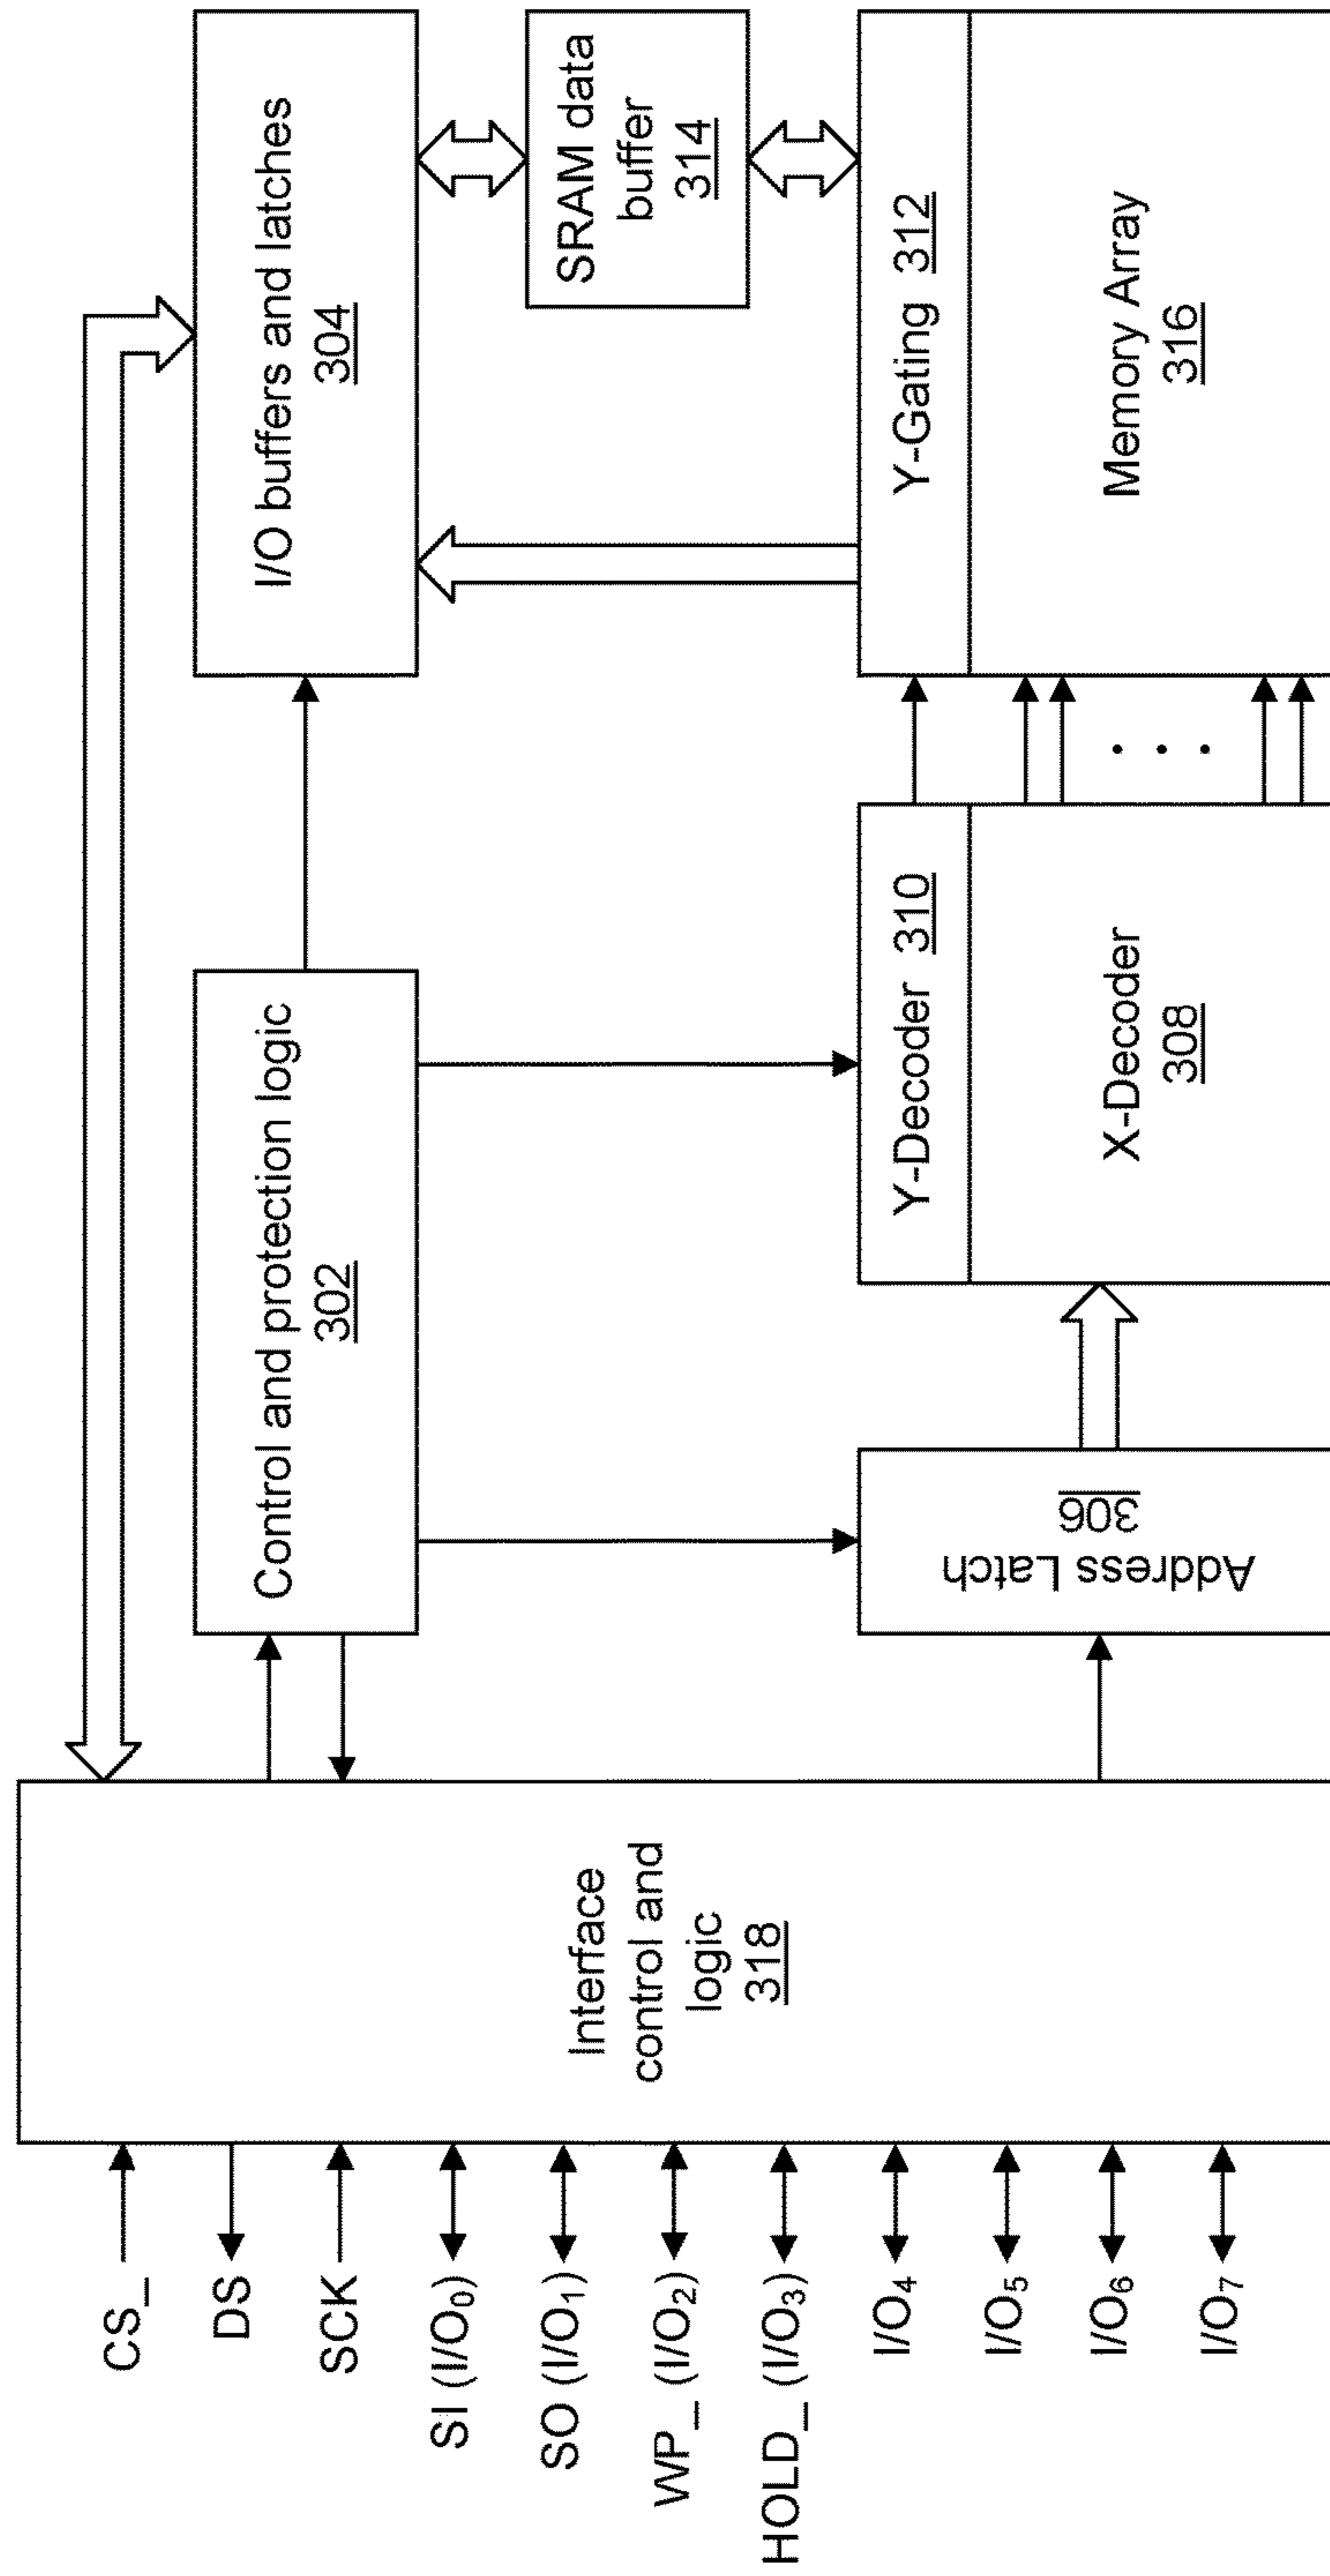 CS_
DS
SCK
SI (I/O₀)
SO (I/O₁)
WP_ (I/O₂)
HOLD_ (I/O₃)
I/O₄
I/O₅
I/O₆
I/O₇
Interface
control and
logic
318
Control and protection logic
302
I/O buffers and latches
304
SRAM data
buffer
314
Address Latch
306
Y-Decoder 310
X-Decoder
308
Y-Gating 312
Memory Array
316
. . .